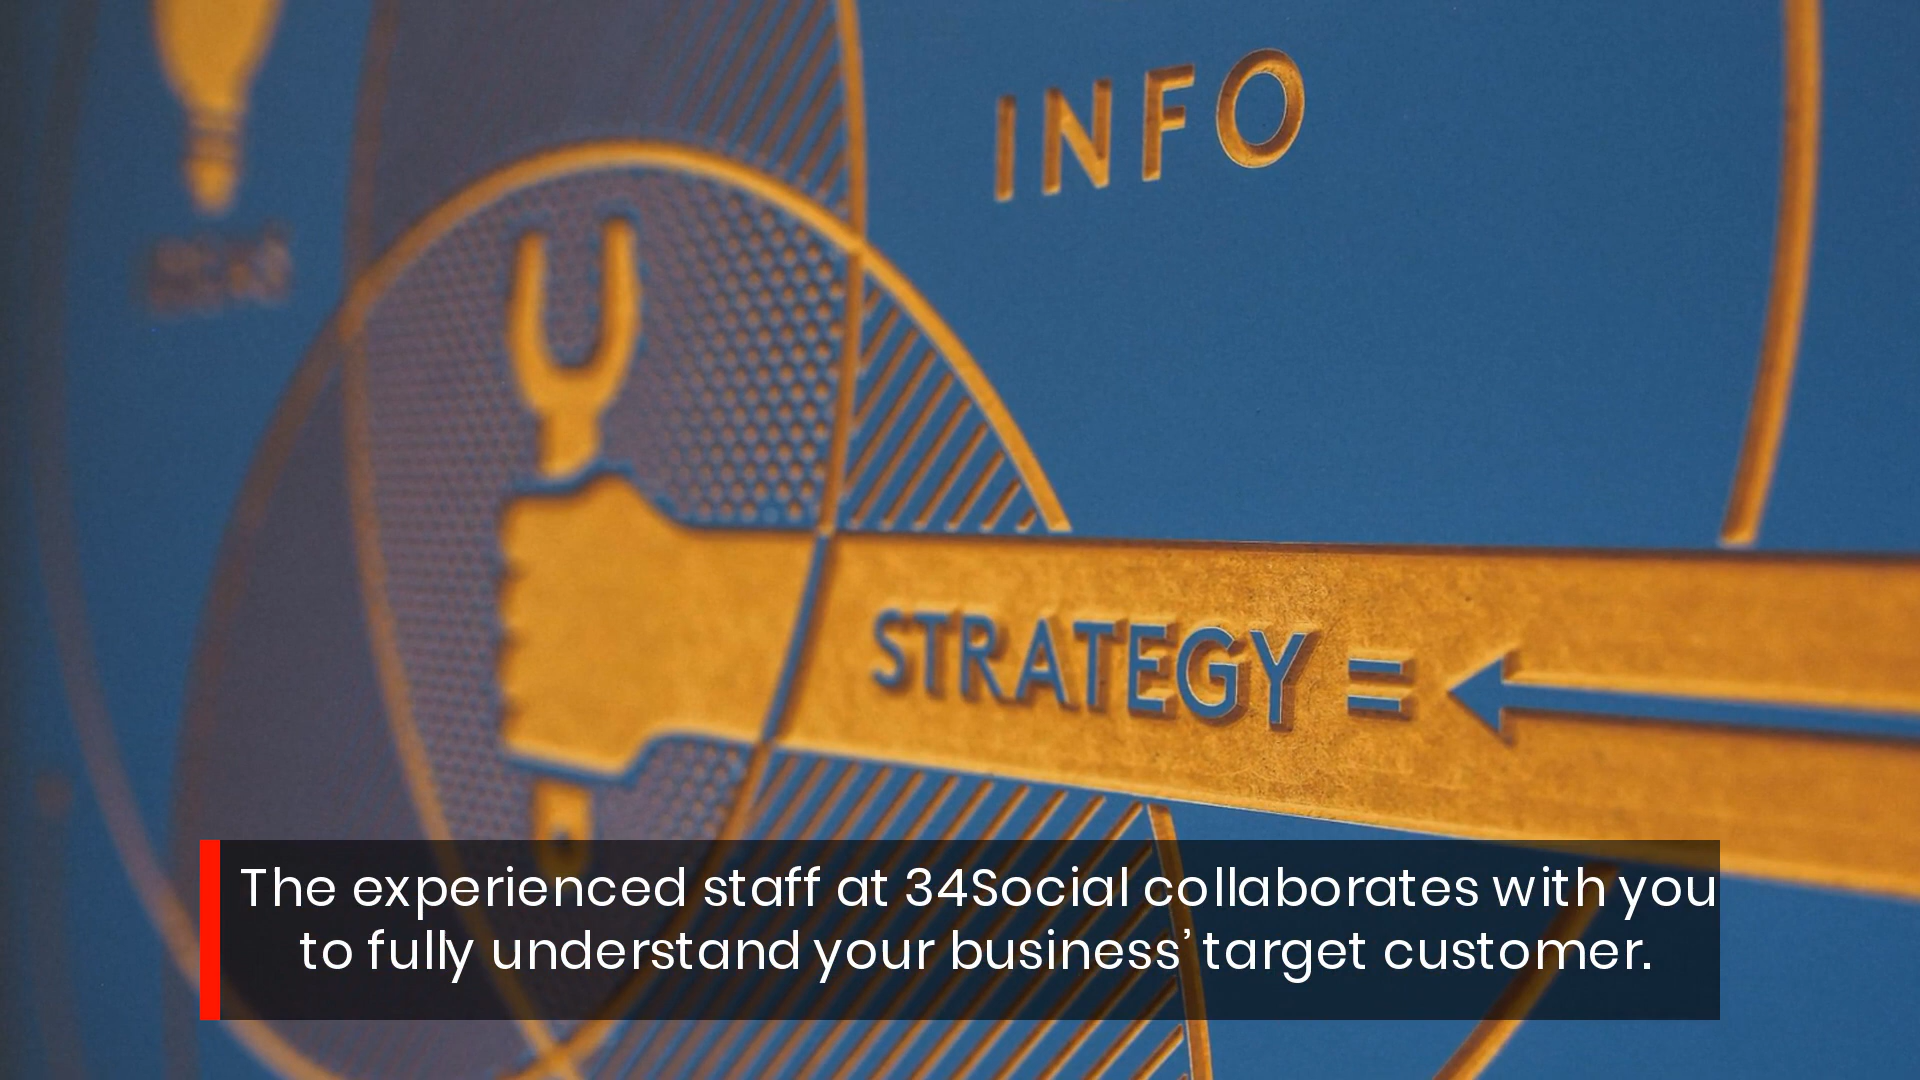 INFO
STRATEGY =
The experienced staff at 34Social collaborates with you
to fully understand your business’ target customer.